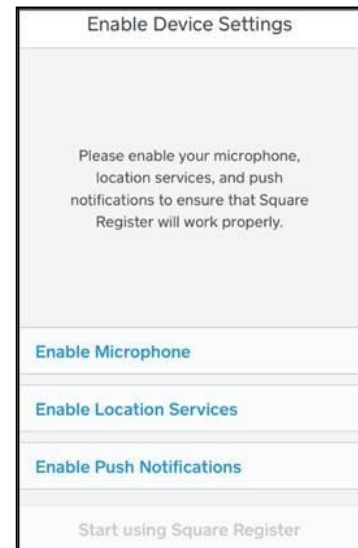 Enable Device Settings
Please enable your microphone,
location services, and push
notifications to ensure that Square
Register will work properly.
Enable Microphone
Enable Location Services
Enable Push Notifications
Start using Square Register